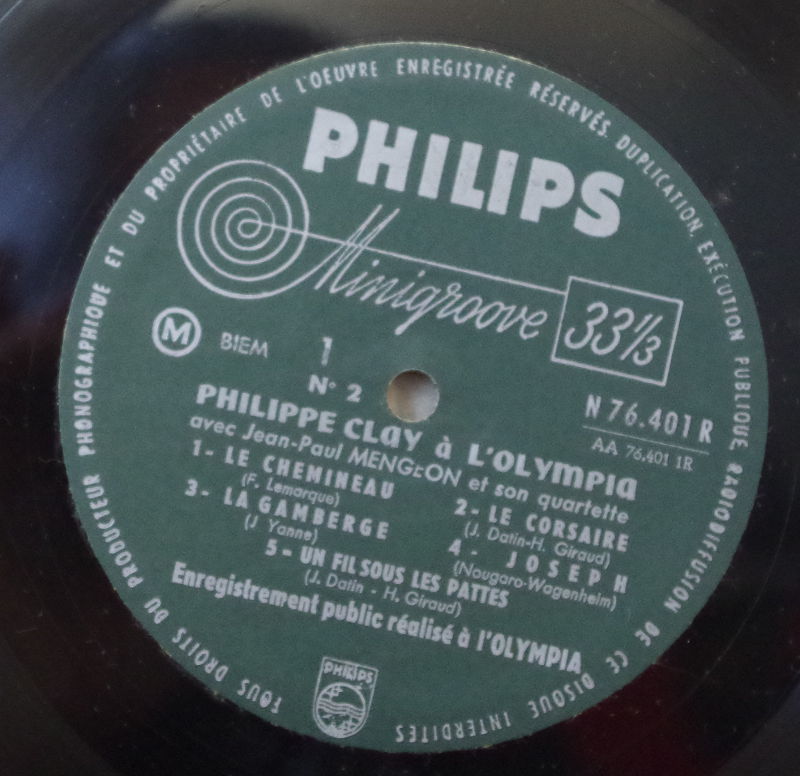 TOUS DROITS DU PRODUCTEUR PHONOGRAPHIQUE ET DU PROPRIÉTAIRE DE L'OEUVRE ENREGISTRÉE RÉSERVÉS. DUPLICATION, EXÉCUTION PUBLIQUE RADIODIFFUSION DE CE DISQUE INTERDITES
PHILIPS
Minigroove 33 1/3
M BIEM 1
N° 2
N 76.401 R
AA 76.401 1R
PHILIPPE CLAY à L'OLYMPIA
avec Jean-Paul MENGEON et son quartette
1- LE CHEMINEAU
(F. Lemarque)
2- LE CORSAIRE
(J. Datin-H. Giraud)
3- LA GAMBERGE
(J Yanne)
4- JOSEPH
(Nougaro-Wagenheim)
5- UN FIL SOUS LES PATTES
(J. Datin - H. Giraud)
Enregistrement public réalisé à l'OLYMPIA
PHILIPS